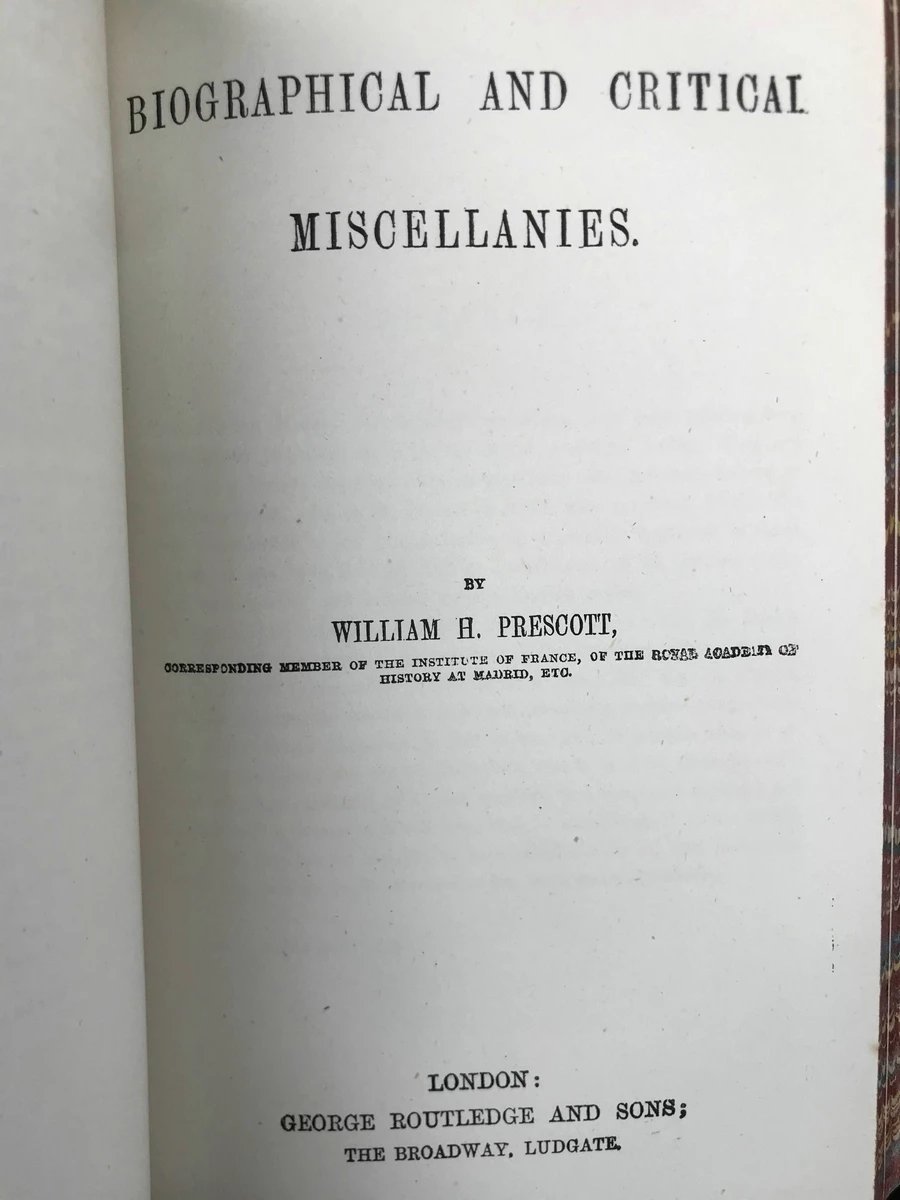 BIOGRAPHICAL AND CRITICAL
MISCELLANIES.
BY
WILLIAM H. PRESCOTT,
CORRESPONDING MEMBER OF THE INSTITUTE OF FRANCE, OF THE ROYAL ACADEMY OF
HISTORY AT MADRID, ETC.
LONDON:
GEORGE ROUTLEDGE AND SONS;
THE BROADWAY, LUDGATE.